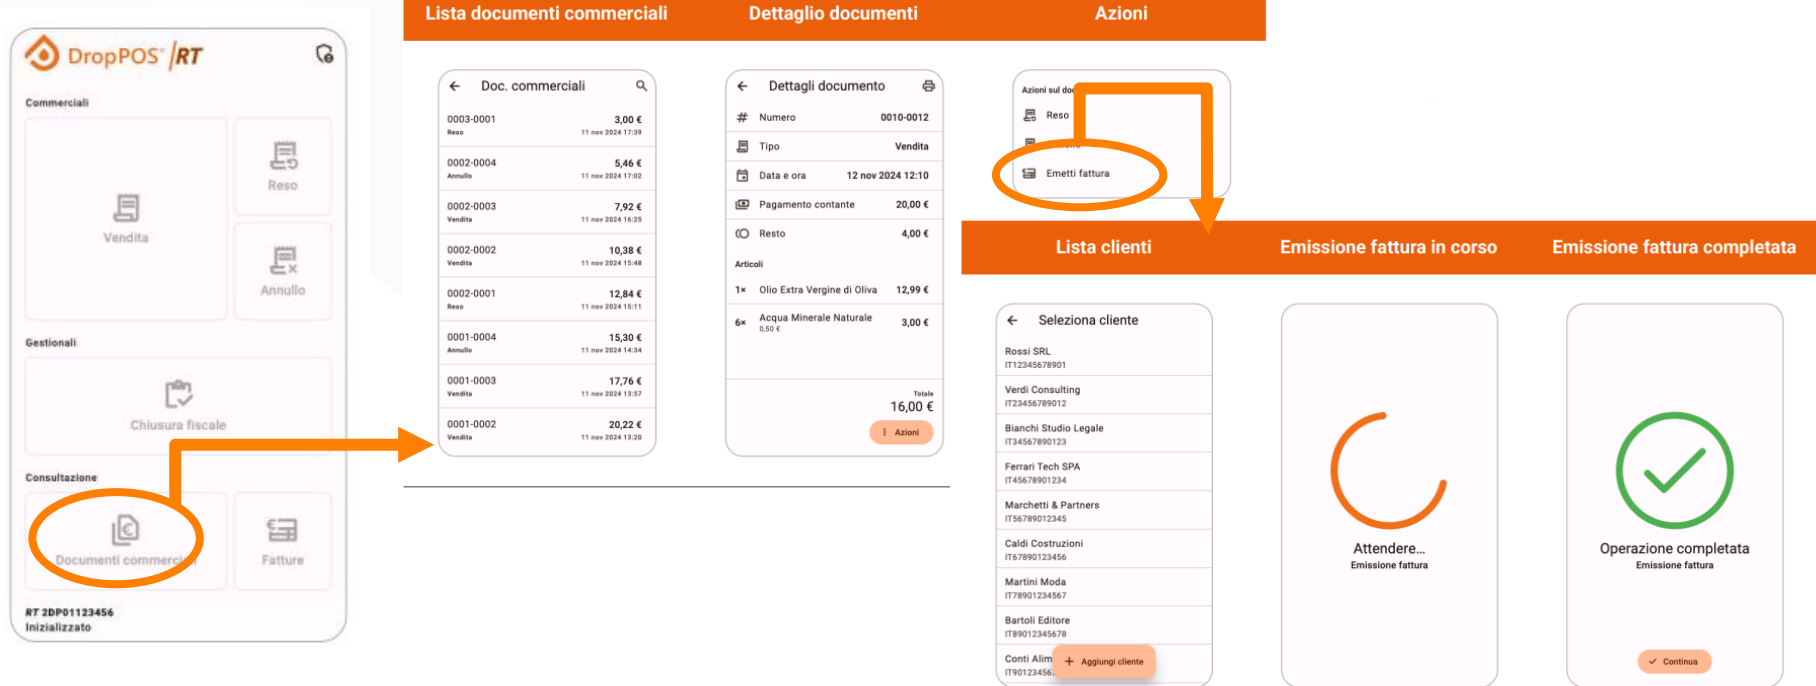 DropPOS® /RT
Commerciali
Vendita
Reso
Annullo
Gestionali
Chiusura fiscale
Consultazione
Documenti commerciali
Fatture
RT 2DP01123456
Inizializzato
Lista documenti commerciali
Dettaglio documenti
Azioni
Doc. commerciali
0003-0001 3,00 €
Reso 11 nov 2024 17:39
0002-0004 5,46 €
Annullo 11 nov 2024 17:02
0002-0003 7,92 €
Vendita 11 nov 2024 16:25
0002-0002 10,38 €
Vendita 11 nov 2024 15:48
0002-0001 12,84 €
Reso 11 nov 2024 15:11
0001-0004 15,30 €
Annullo 11 nov 2024 14:34
0001-0003 17,76 €
Vendita 11 nov 2024 13:57
0001-0002 20,22 €
Vendita 11 nov 2024 13:20
Dettagli documento
# Numero 0010-0012
Tipo Vendita
Data e ora 12 nov 2024 12:10
Pagamento contante 20,00 €
Resto 4,00 €
Articoli
1× Olio Extra Vergine di Oliva 12,99 €
6× Acqua Minerale Naturale 3,00 €
0,50 €
Totale
16,00 €
Azioni
Azioni sul
Reso
Emetti fattura
Lista clienti
Emissione fattura in corso
Emissione fattura completata
Seleziona cliente
Rossi SRL
IT12345678901
Verdi Consulting
IT23456789012
Bianchi Studio Legale
IT34567890123
Ferrari Tech SPA
IT45678901234
Marchetti & Partners
IT56789012345
Caldi Costruzioni
IT67890123456
Martini Moda
IT78901234567
Bartoli Editore
IT89012345678
Conti Alim
IT90123456
+ Aggiungi cliente
Attendere...
Emissione fattura
Operazione completata
Emissione fattura
Continua